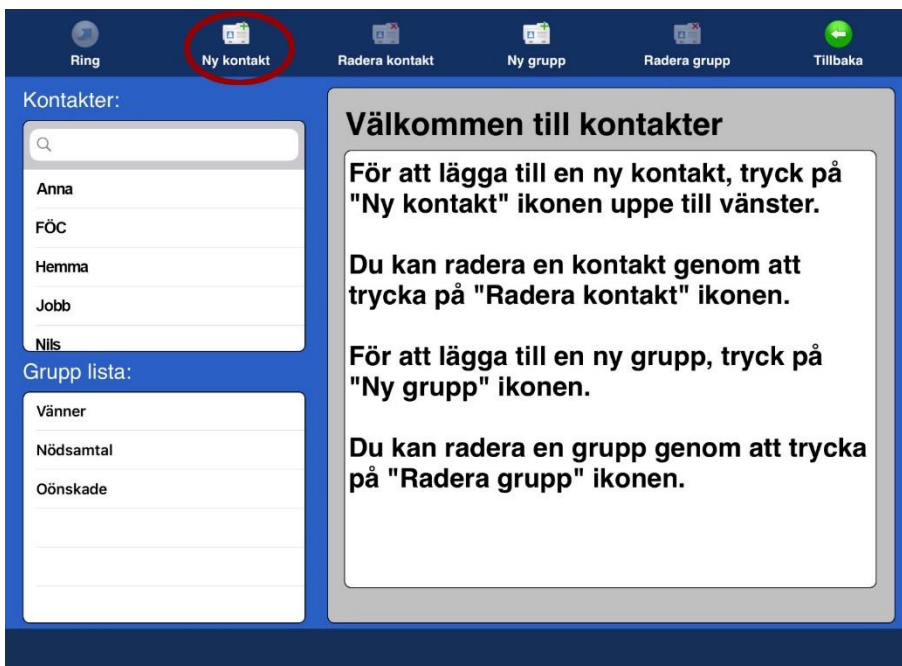 Ring
Ny kontakt
Radera kontakt
Ny grupp
Radera grupp
Tillbaka
Kontakter:
Anna
FÖC
Hemma
Jobb
Nils
Grupp lista:
Vänner
Nödsamtal
Oönskade
Välkommen till kontakter
För att lägga till en ny kontakt, tryck på
"Ny kontakt" ikonen uppe till vänster.
Du kan radera en kontakt genom att
trycka på "Radera kontakt" ikonen.
För att lägga till en ny grupp, tryck på
"Ny grupp" ikonen.
Du kan radera en grupp genom att trycka
på "Radera grupp" ikonen.